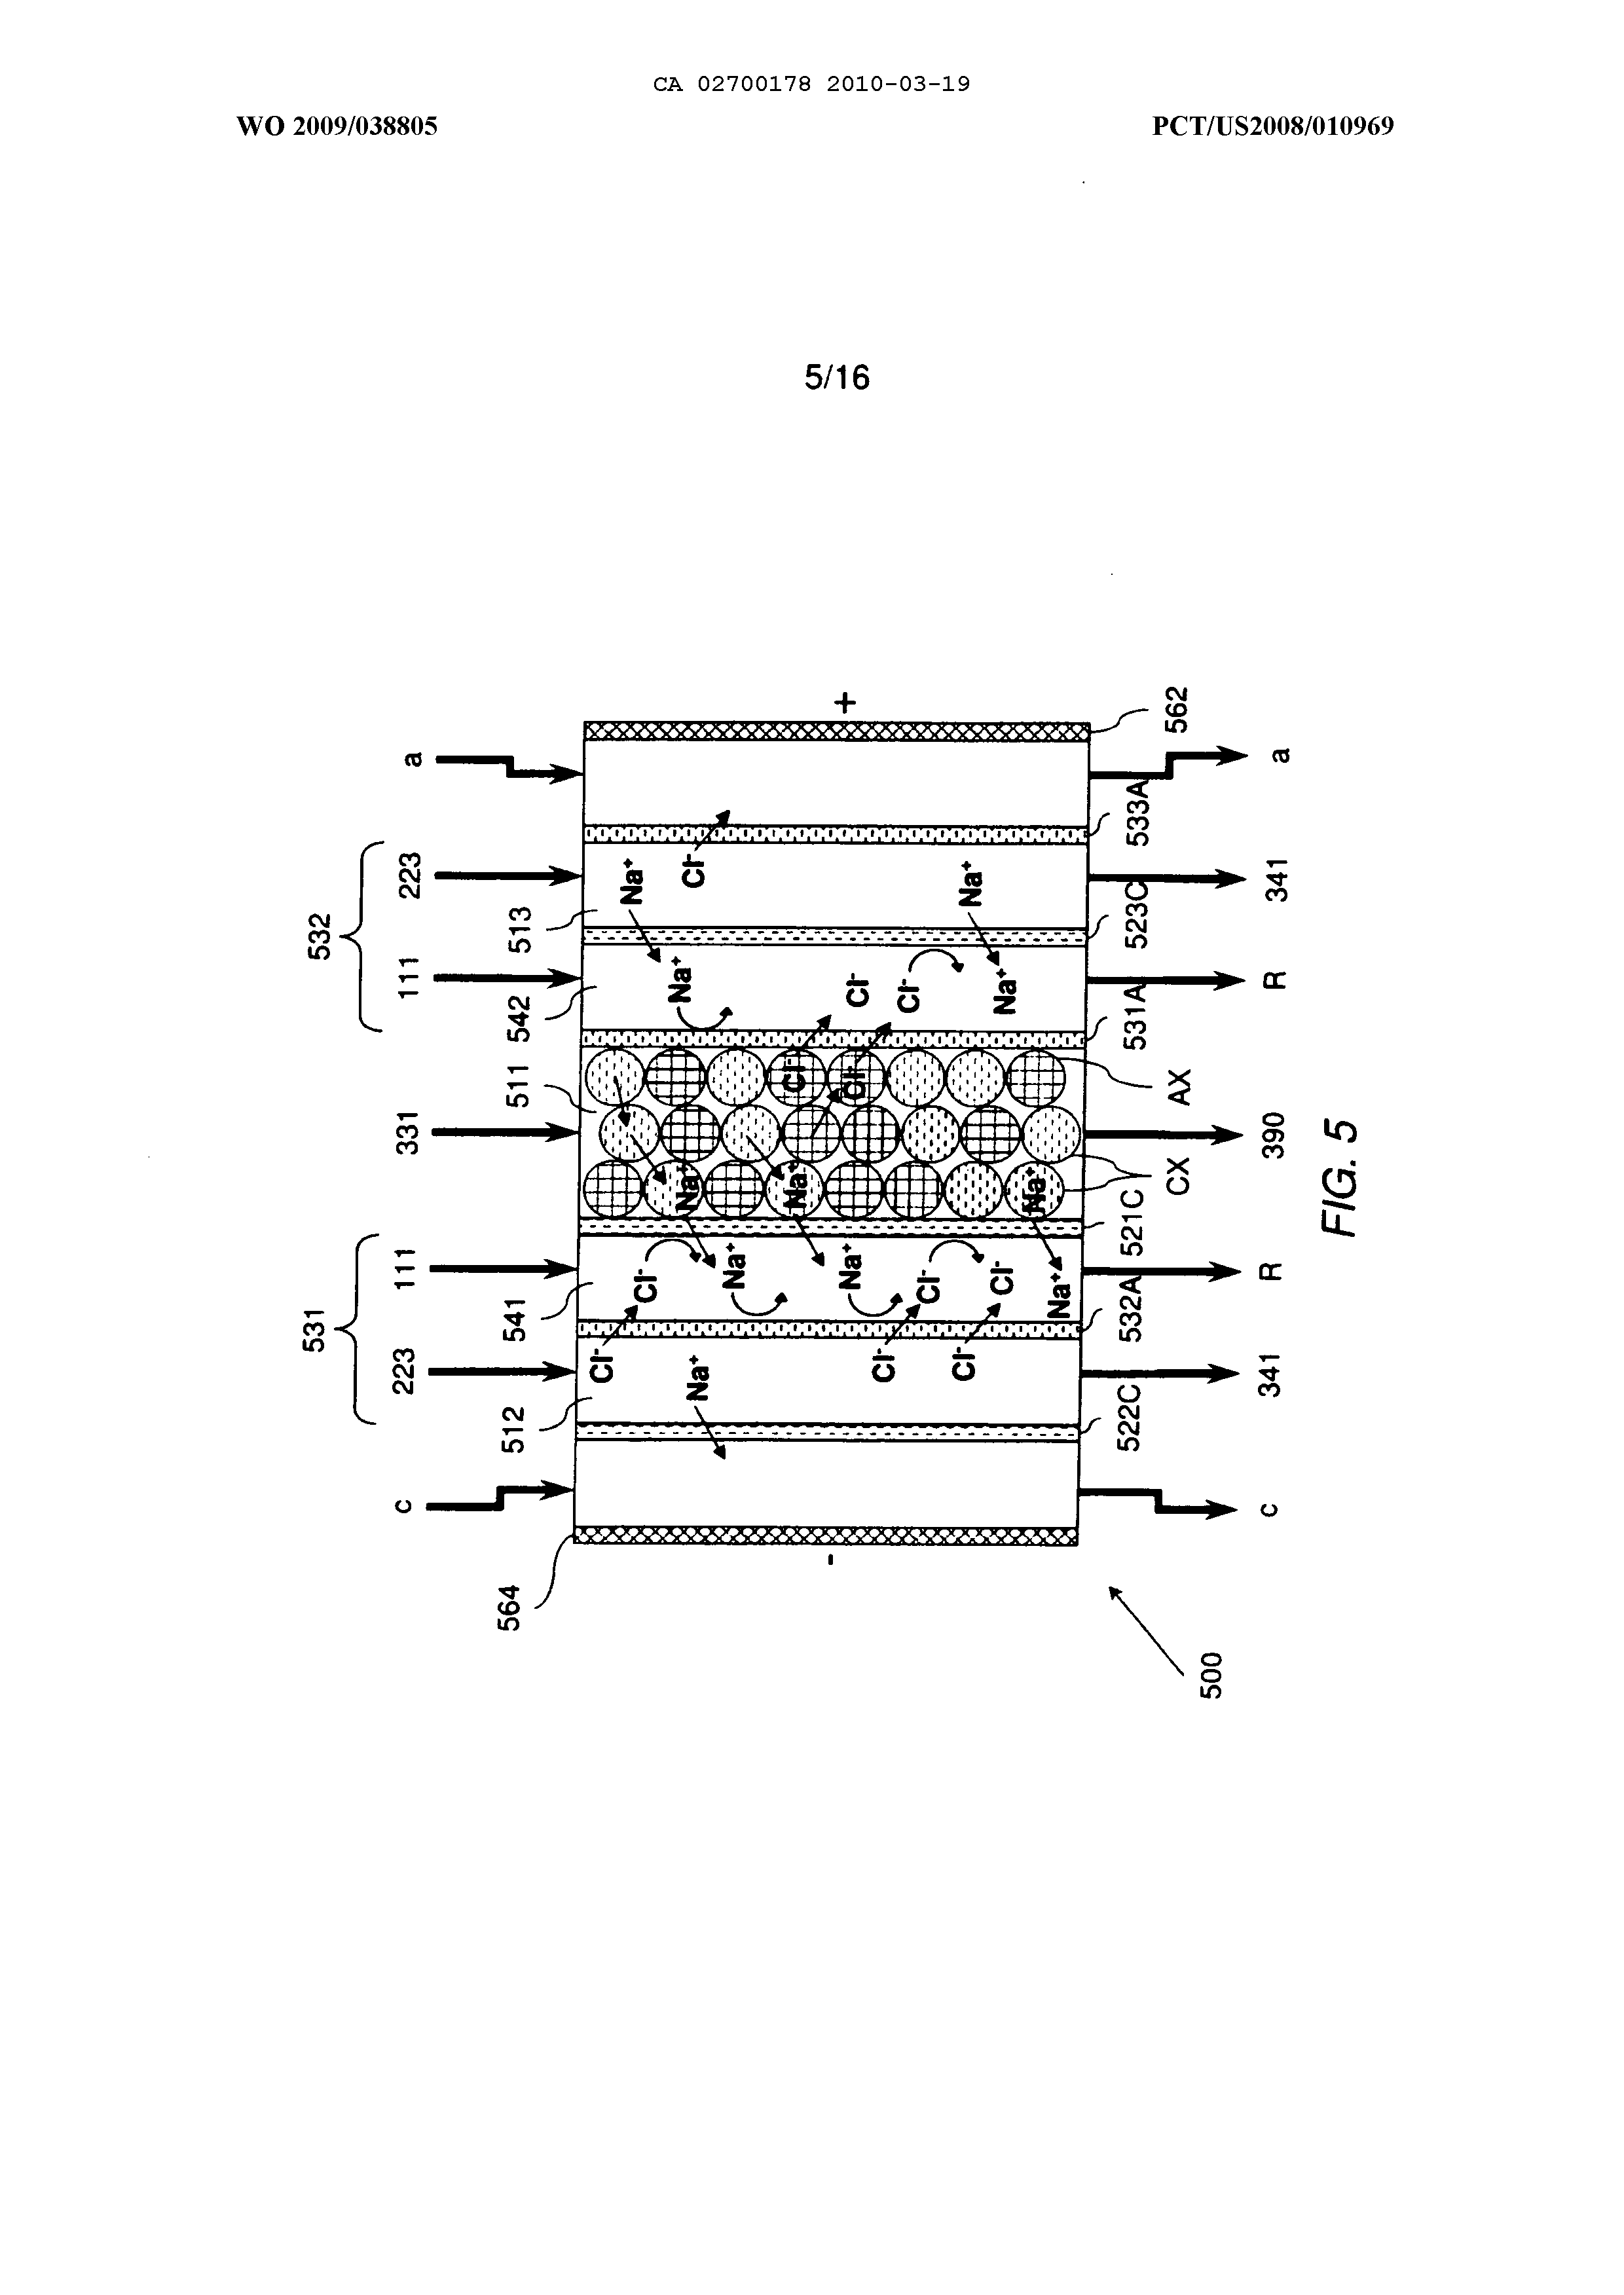 CA 02700178 2010-03-19
WO 2009/038805
PCT/US2008/010969
5/16
531
532
c
223
111
331
111
223
a
564
512
541
511
542
513
-
+
Cl-
Na+
Cl-
Cl-
Cl-
Na+
Na+
Cl-
Cl-
Na+
Na+
Na+
Na+
Cl-
Cl-
Na+
Cl-
Cl-
Na+
Na+
Cl-
Na+
522C
532A
521C
CX
AX
531A
523C
533A
562
c
341
R
390
R
341
a
500
FIG. 5